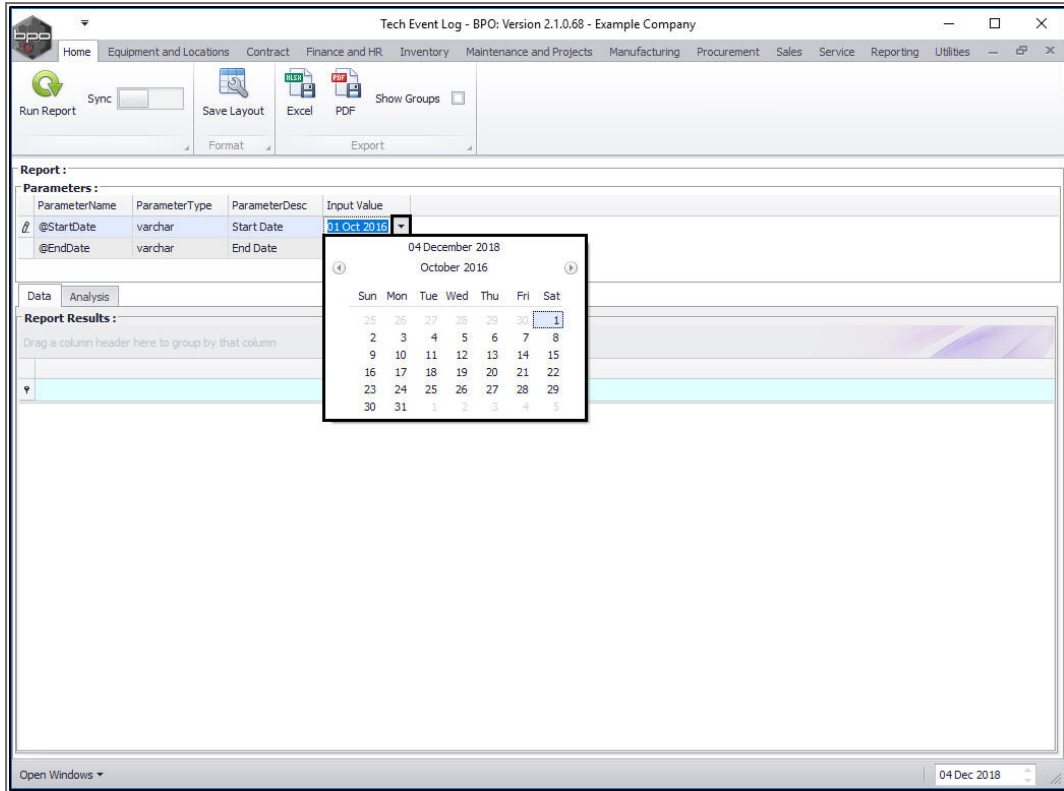 Tech Event Log - BPO: Version 2.1.0.68 - Example Company
bpo
Home Equipment and Locations Contract Finance and HR Inventory Maintenance and Projects Manufacturing Procurement Sales Service Reporting Utilities
Run Report Sync Save Layout XLSX Excel PDF PDF Show Groups
Format Export
Report :
Parameters :
ParameterName ParameterType ParameterDesc Input Value
@StartDate varchar Start Date 01 Oct 2016
@EndDate varchar End Date
04 December 2018
October 2016
Sun Mon Tue Wed Thu Fri Sat
25 26 27 28 29 30 1
2 3 4 5 6 7 8
9 10 11 12 13 14 15
16 17 18 19 20 21 22
23 24 25 26 27 28 29
30 31 1 2 3 4 5
Data Analysis
Report Results :
Drag a column header here to group by that column
Open Windows 04 Dec 2018